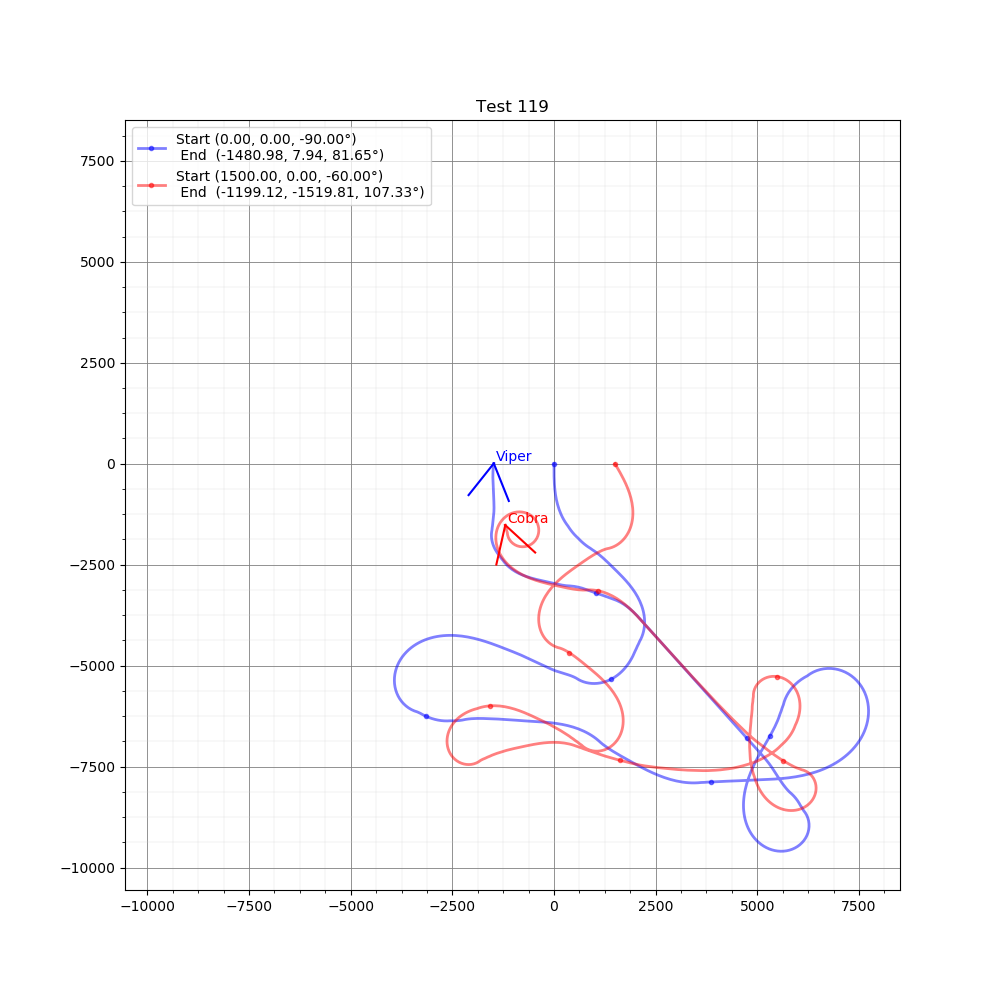 Test 119
Start (0.00, 0.00, -90.00°)
End  (-1480.98, 7.94, 81.65°)
Start (1500.00, 0.00, -60.00°)
End  (-1199.12, -1519.81, 107.33°)
7500
5000
2500
0
−2500
−5000
−7500
−10000
Viper
Cobra
−10000 −7500 −5000 −2500 0 2500 5000 7500